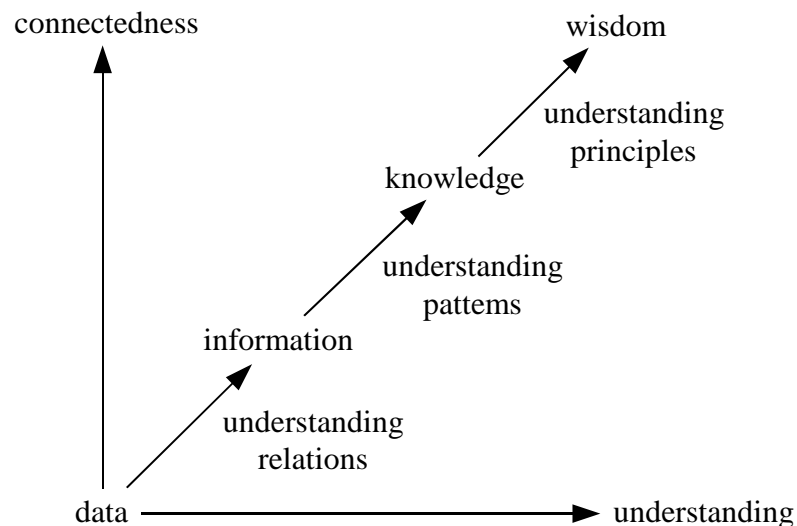 connectedness
wisdom
understanding
principles
knowledge
understanding
pattems
information
understanding
relations
data
understanding